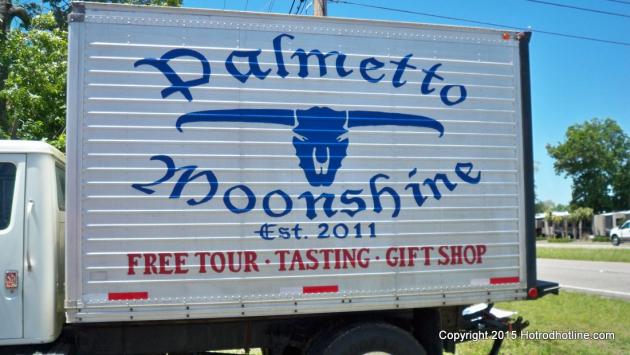 Palmetto
Moonshine
Est. 2011
FREE TOUR · TASTING · GIFT SHOP
Copyright © 2015 Hotrodhotline.com